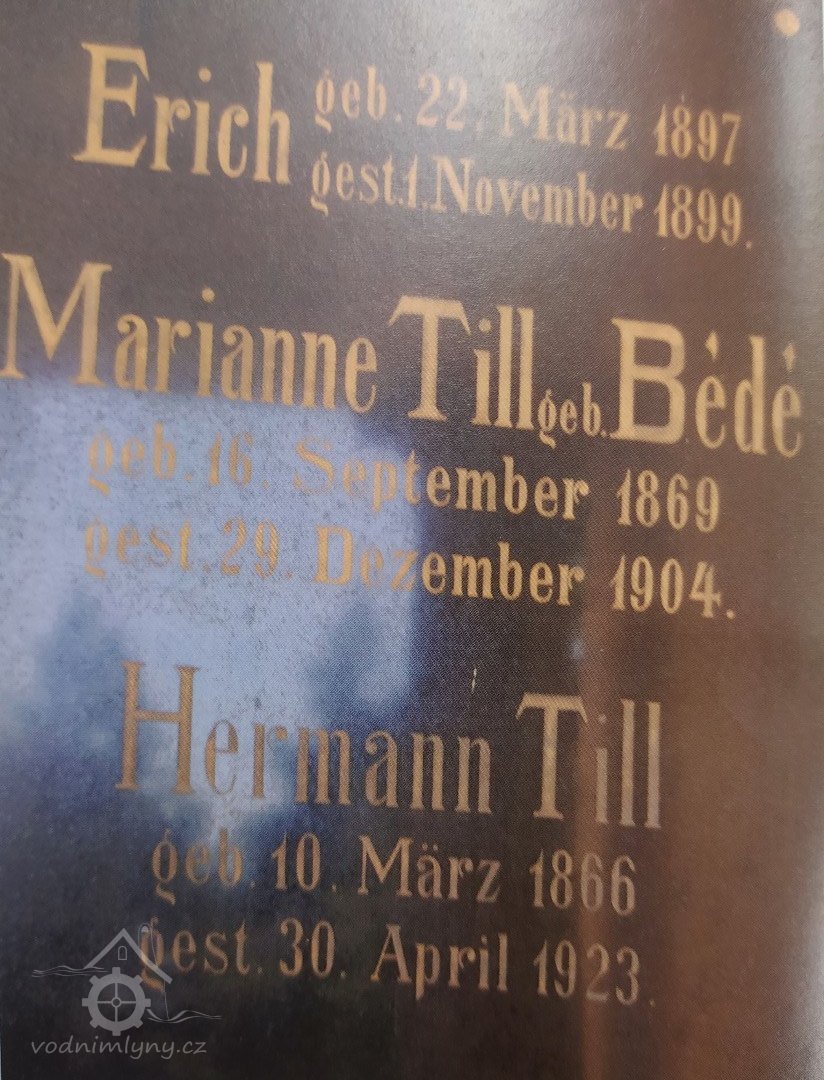 Erich geb. 22. März 1897
gest. 1. November 1899.
Marianne Till geb. Bėdė
geb. 16. September 1869
gest. 29. Dezember 1904.
Hermann Till
geb. 10. März 1866
gest. 30. April 1923.
vodnimlyny.cz